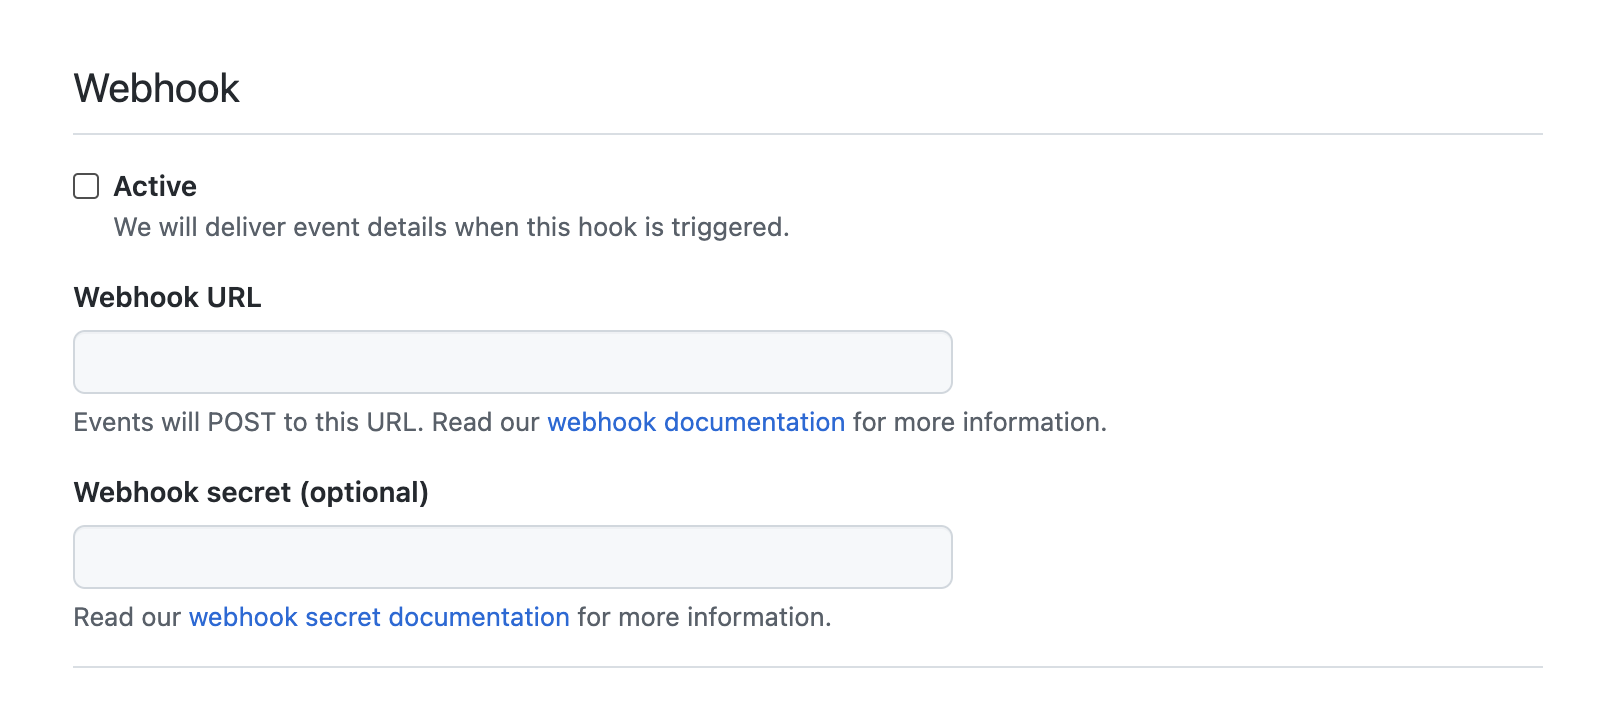 Webhook
Active
We will deliver event details when this hook is triggered.
Webhook URL
Events will POST to this URL. Read our webhook documentation for more information.
Webhook secret (optional)
Read our webhook secret documentation for more information.